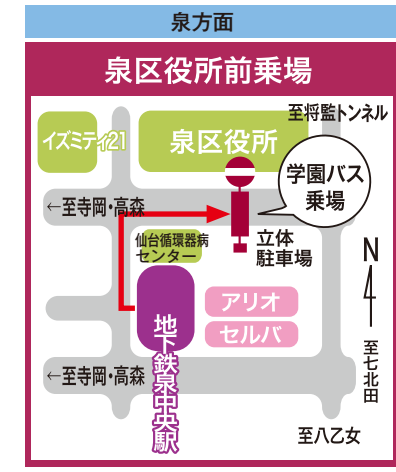 泉方面
泉区役所前乗場
至将監トンネル
イズミティ21
泉区役所
学園バス
乗場
←至寺岡・高森
仙台循環器病
センター
立体
駐車場
N
アリオ
セルバ
地下鉄泉中央駅
至七北田
←至寺岡・高森
至八乙女